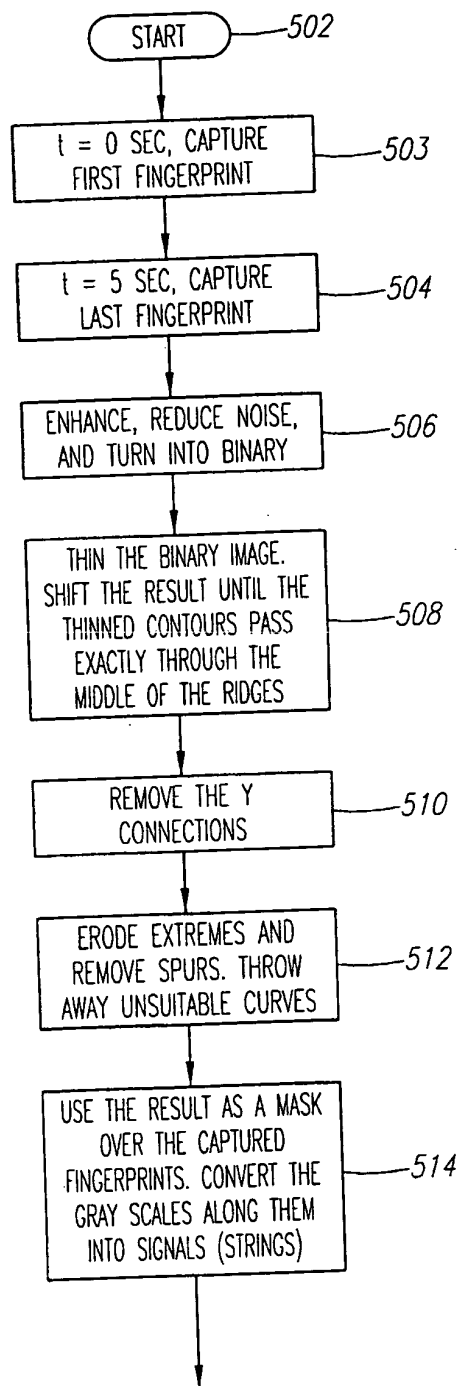 START
502
t = 0 SEC, CAPTURE
FIRST FINGERPRINT
503
t = 5 SEC, CAPTURE
LAST FINGERPRINT
504
ENHANCE, REDUCE NOISE,
AND TURN INTO BINARY
506
THIN THE BINARY IMAGE.
SHIFT THE RESULT UNTIL THE
THINNED CONTOURS PASS
EXACTLY THROUGH THE
MIDDLE OF THE RIDGES
508
REMOVE THE Y
CONNECTIONS
510
ERODE EXTREMES AND
REMOVE SPURS. THROW
AWAY UNSUITABLE CURVES
512
USE THE RESULT AS A MASK
OVER THE CAPTURED
FINGERPRINTS. CONVERT THE
GRAY SCALES ALONG THEM
INTO SIGNALS (STRINGS)
514